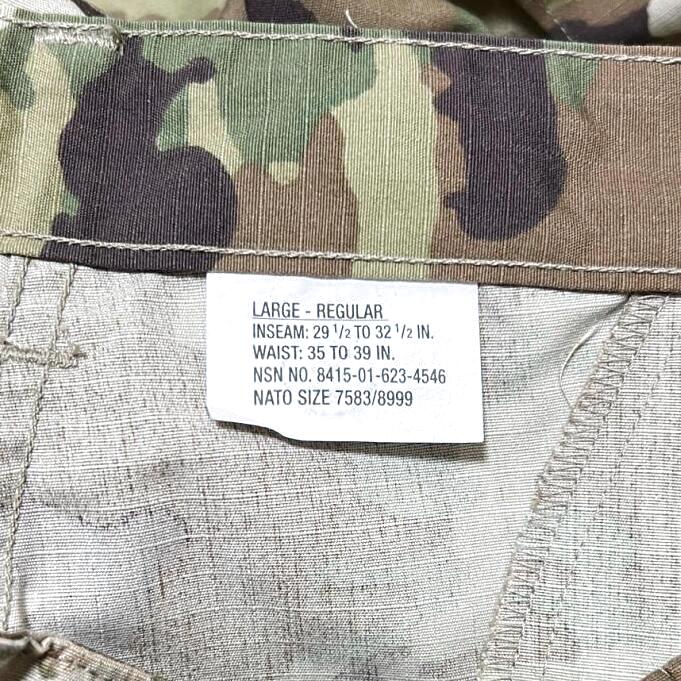 LARGE - REGULAR
INSEAM: 29 1/2 TO 32 1/2 IN.
WAIST: 35 TO 39 IN.
NSN NO. 8415-01-623-4546
NATO SIZE 7583/8999